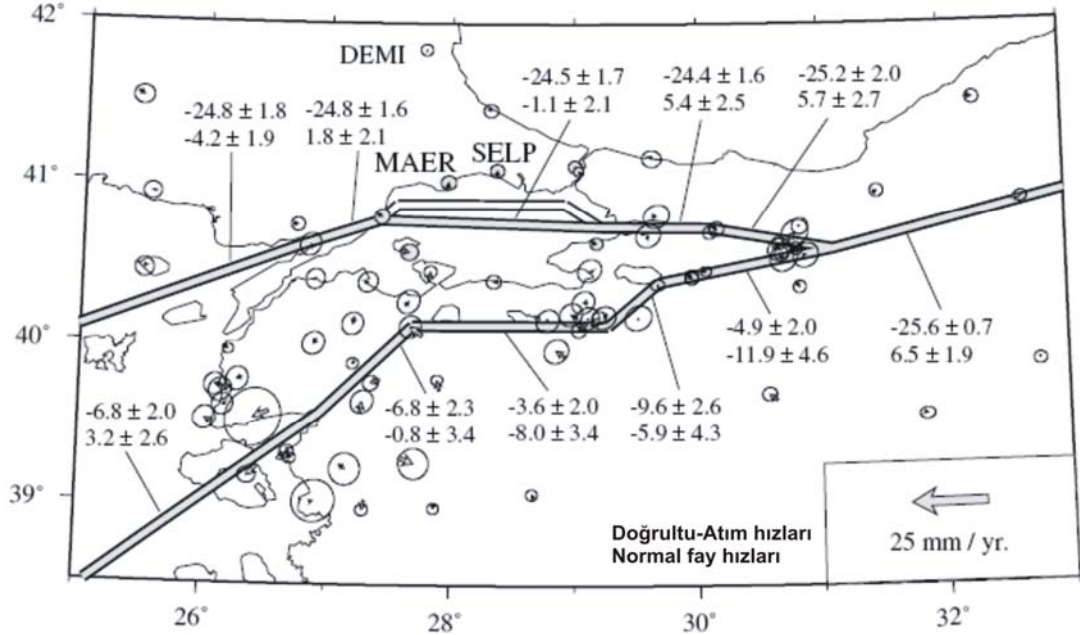 42°
DEMI
-24.5 ± 1.7
-1.1 ± 2.1
-24.4 ± 1.6
5.4 ± 2.5
-25.2 ± 2.0
5.7 ± 2.7
-24.8 ± 1.8
-4.2 ± 1.9
-24.8 ± 1.6
1.8 ± 2.1
MAER
SELP
41°
40°
-4.9 ± 2.0
-11.9 ± 4.6
-25.6 ± 0.7
6.5 ± 1.9
-6.8 ± 2.0
3.2 ± 2.6
-6.8 ± 2.3
-0.8 ± 3.4
-3.6 ± 2.0
-8.0 ± 3.4
-9.6 ± 2.6
-5.9 ± 4.3
39°
Doğrultu-Atım hızları
Normal fay hızları
25 mm / yr.
26°
28°
30°
32°